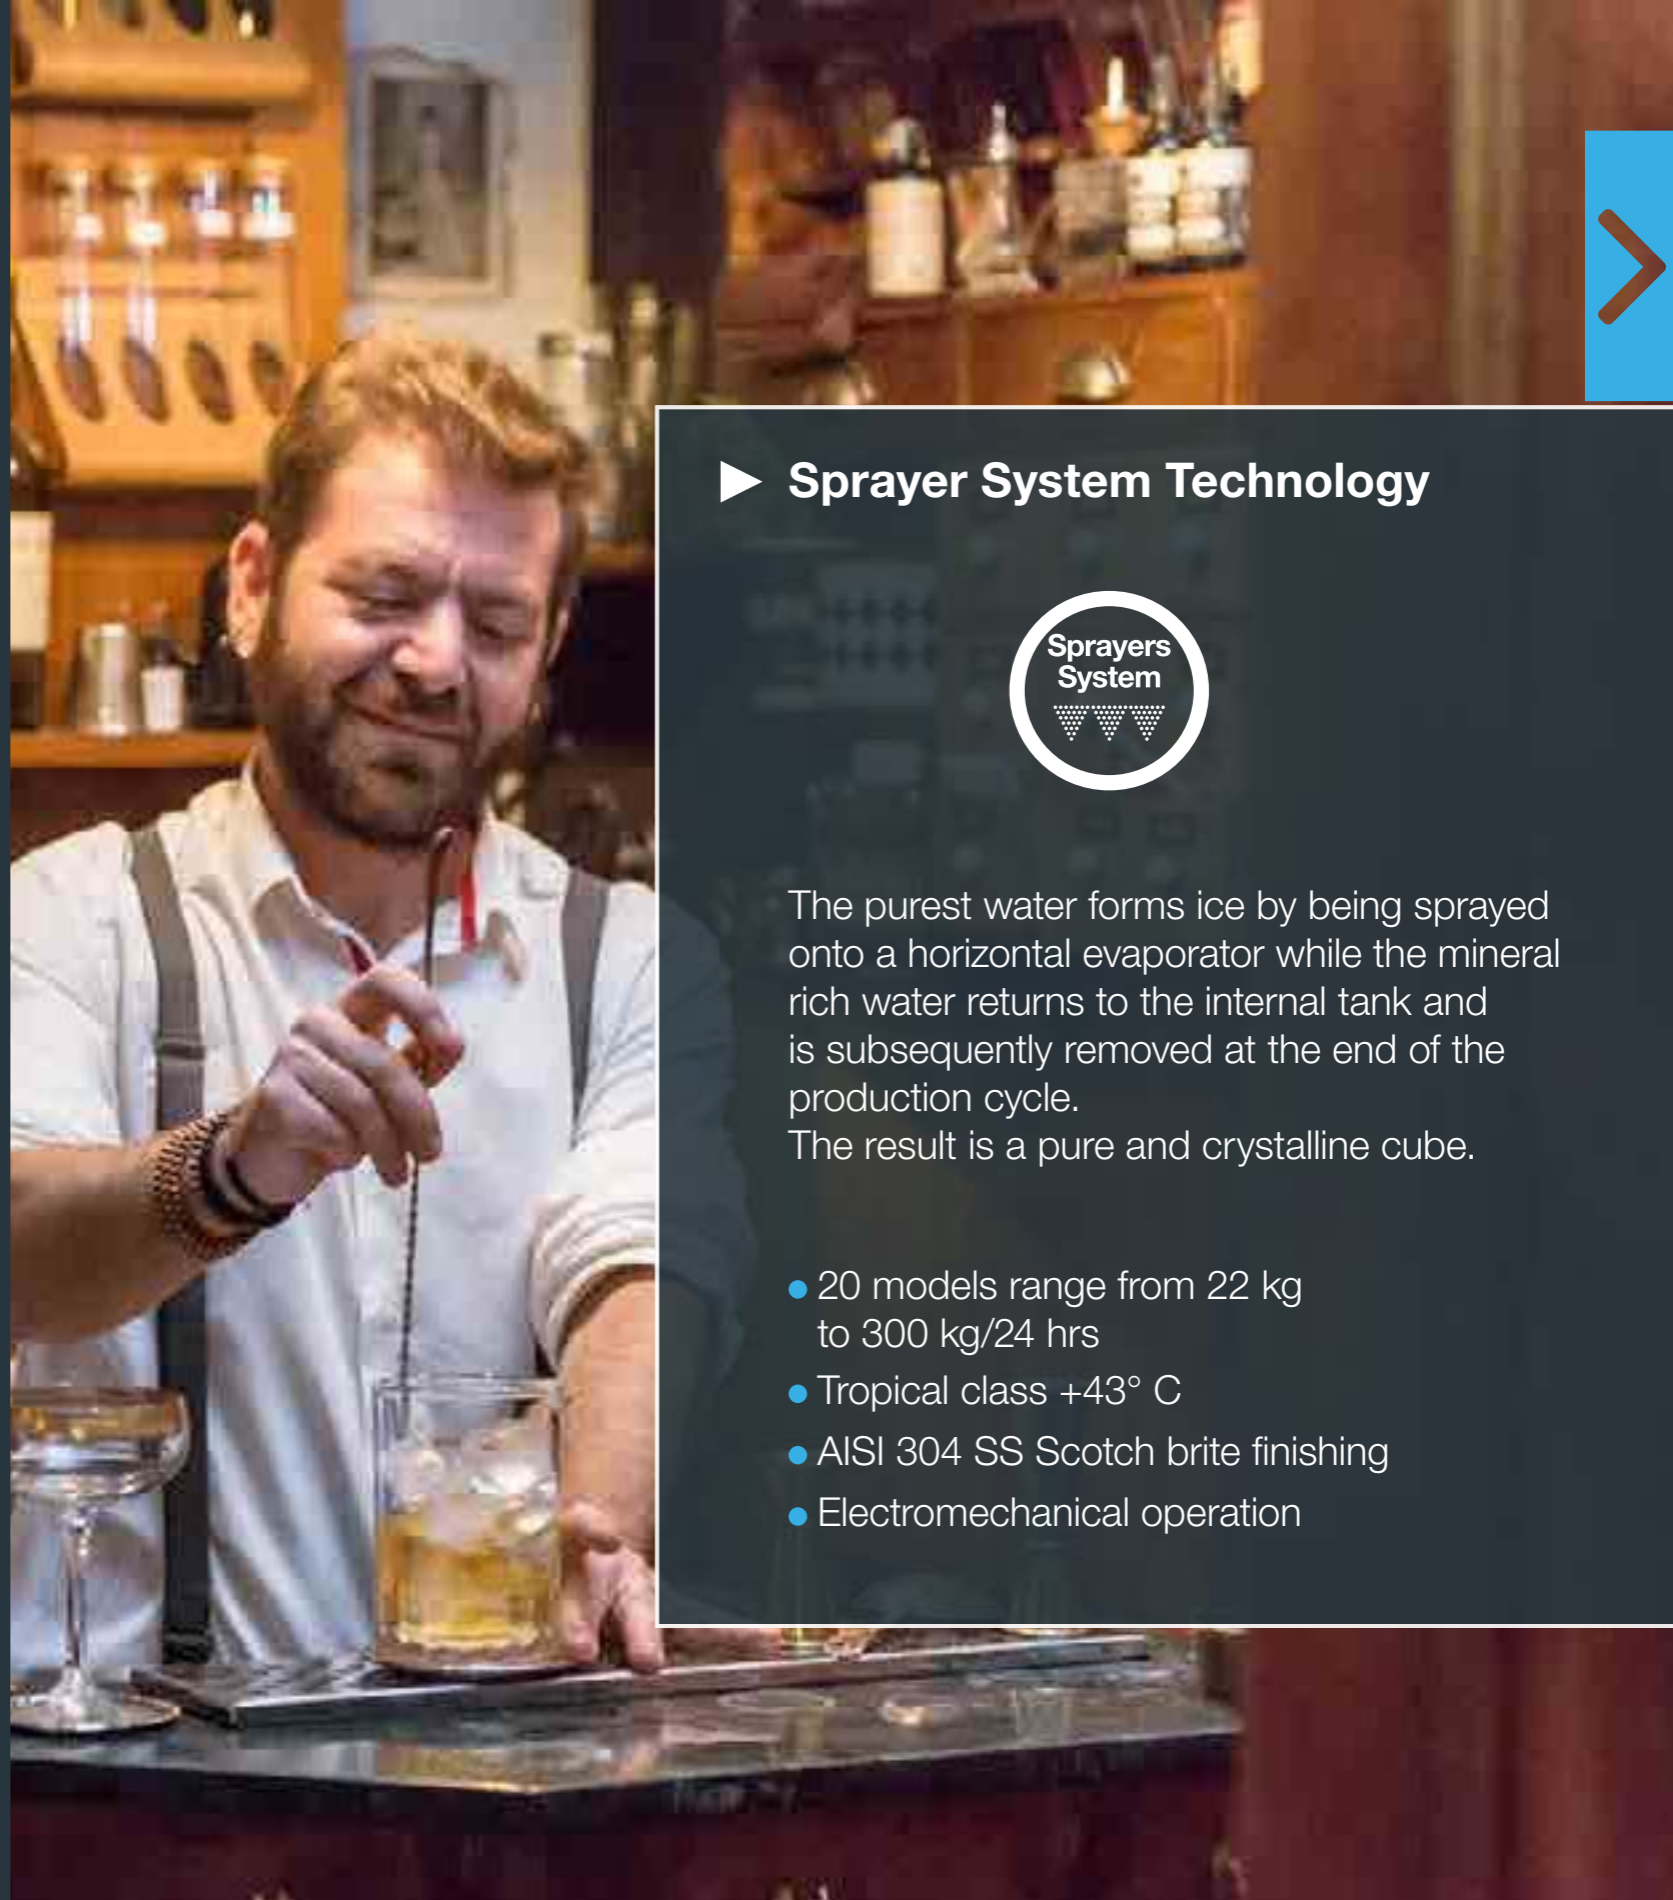 Sprayer System Technology
Sprayers
System
The purest water forms ice by being sprayed
onto a horizontal evaporator while the mineral
rich water returns to the internal tank and
is subsequently removed at the end of the
production cycle.
The result is a pure and crystalline cube.
20 models range from 22 kg
to 300 kg/24 hrs
Tropical class +43° C
AISI 304 SS Scotch brite finishing
Electromechanical operation